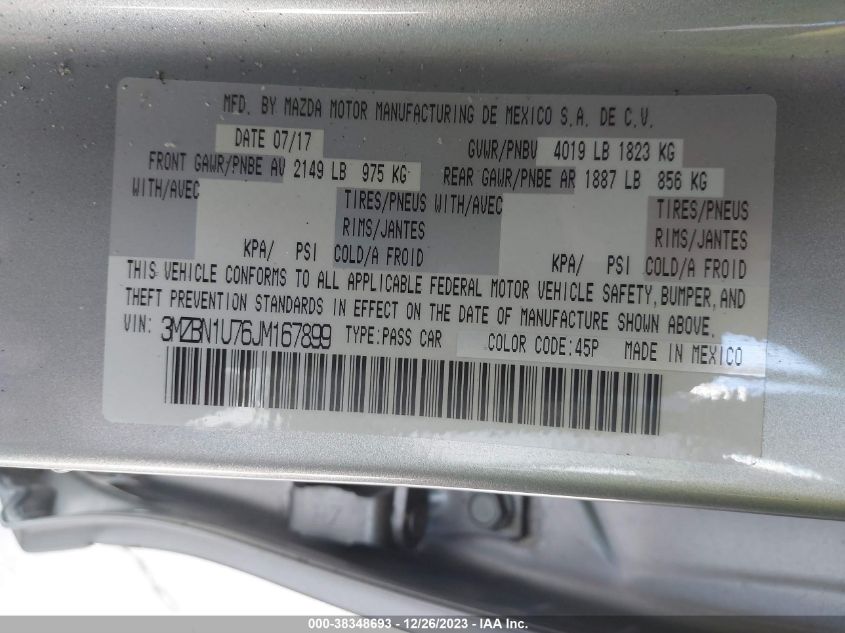 MFD. BY MAZDA MOTOR MANUFACTURING DE MEXICO S.A. DE C.V.
DATE 07/17 GVWR/PNBV 4019 LB 1823 KG
FRONT GAWR/PNBE AV 2149 LB 975 KG REAR GAWR/PNBE AR 1887 LB 856 KG
WITH/AVEC TIRES/PNEUS WITH/AVEC TIRES/PNEUS
RIMS/JANTES RIMS/JANTES
KPA/ PSI COLD/A FROID KPA/ PSI COLD/A FROID
THIS VEHICLE CONFORMS TO ALL APPLICABLE FEDERAL MOTOR VEHICLE SAFETY, BUMPER, AND
THEFT PREVENTION STANDARDS IN EFFECT ON THE DATE OF MANUFACTURE SHOWN ABOVE.
VIN: 3MZBN1U76JM167899 TYPE:PASS CAR COLOR CODE:45P MADE IN MEXICO
000-38348693 - 12/26/2023 - IAAI.COM